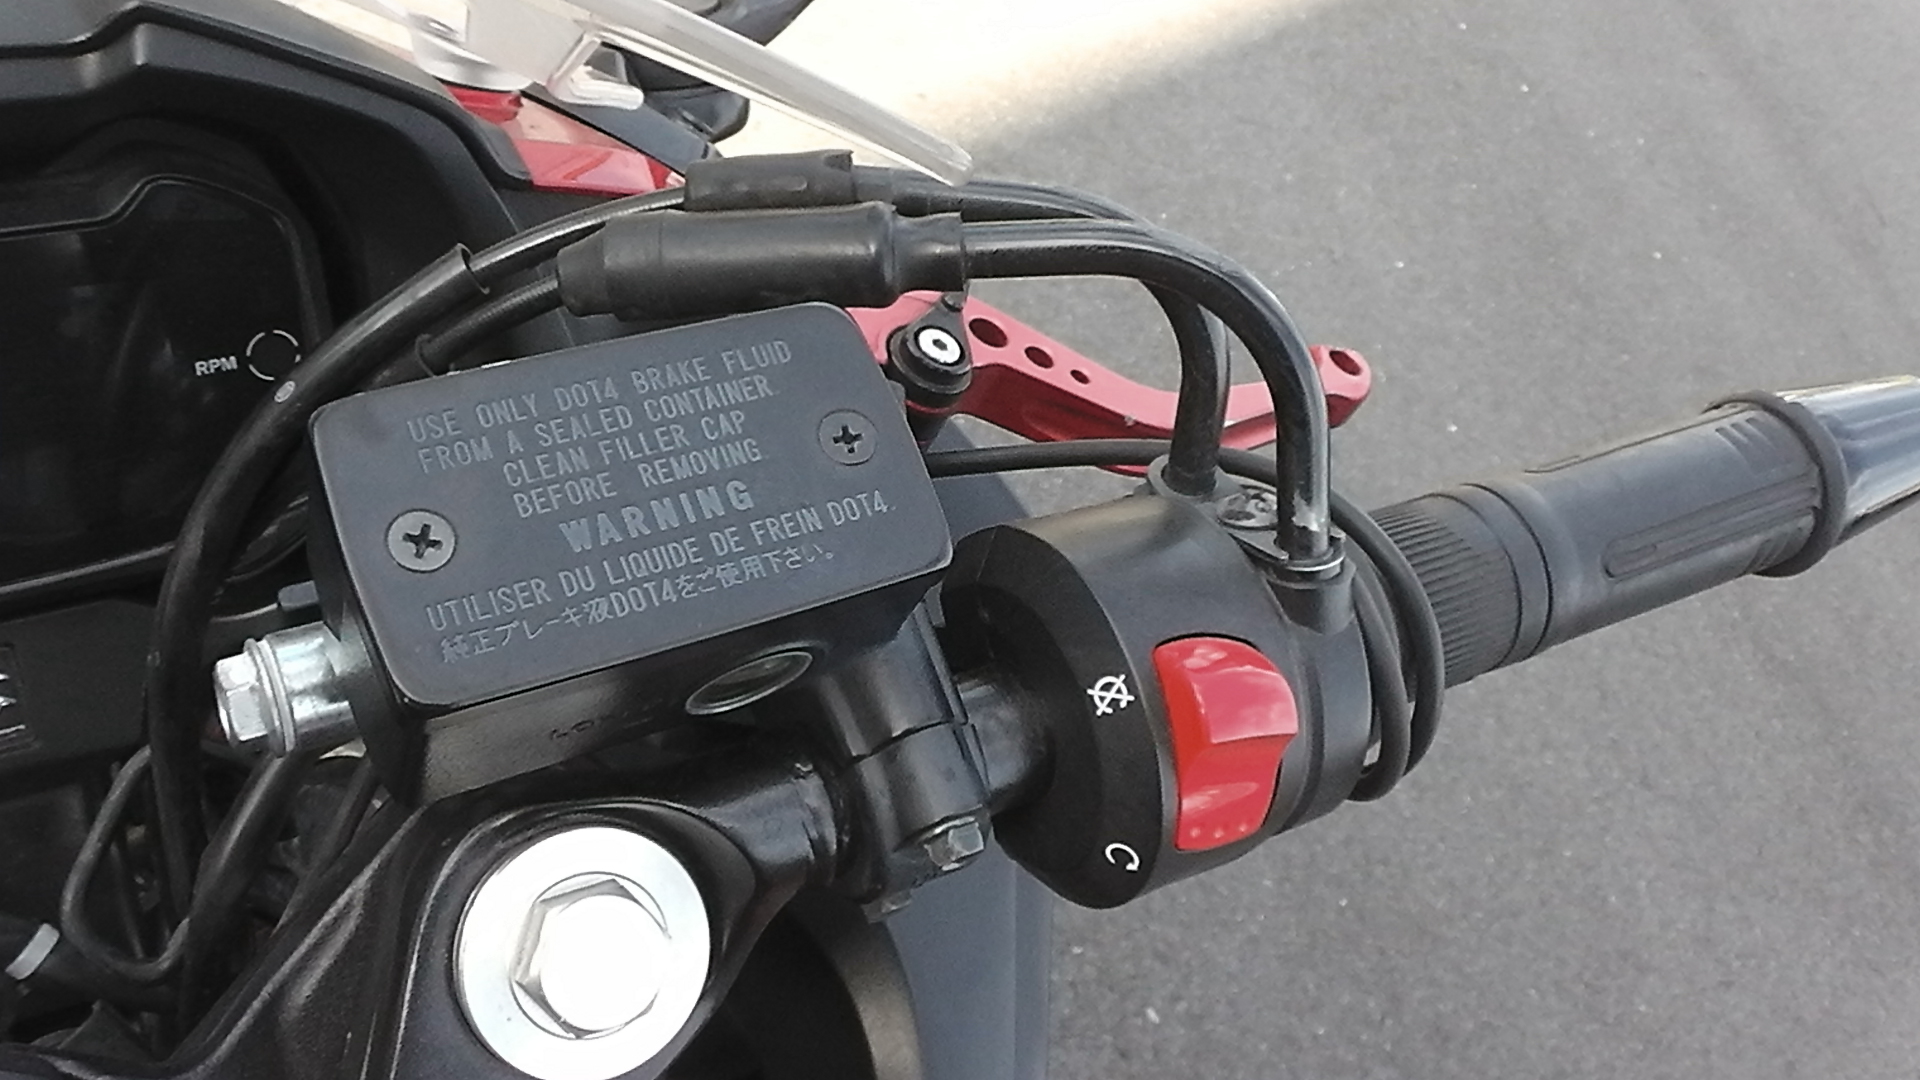 RPM
USE ONLY DOT4 BRAKE FLUID
FROM A SEALED CONTAINER.
CLEAN FILLER CAP
BEFORE REMOVING.
WARNING
UTILISER DU LIQUIDE DE FREIN DOT4.
純正ブレーキ液DOT4をご使用下さい。